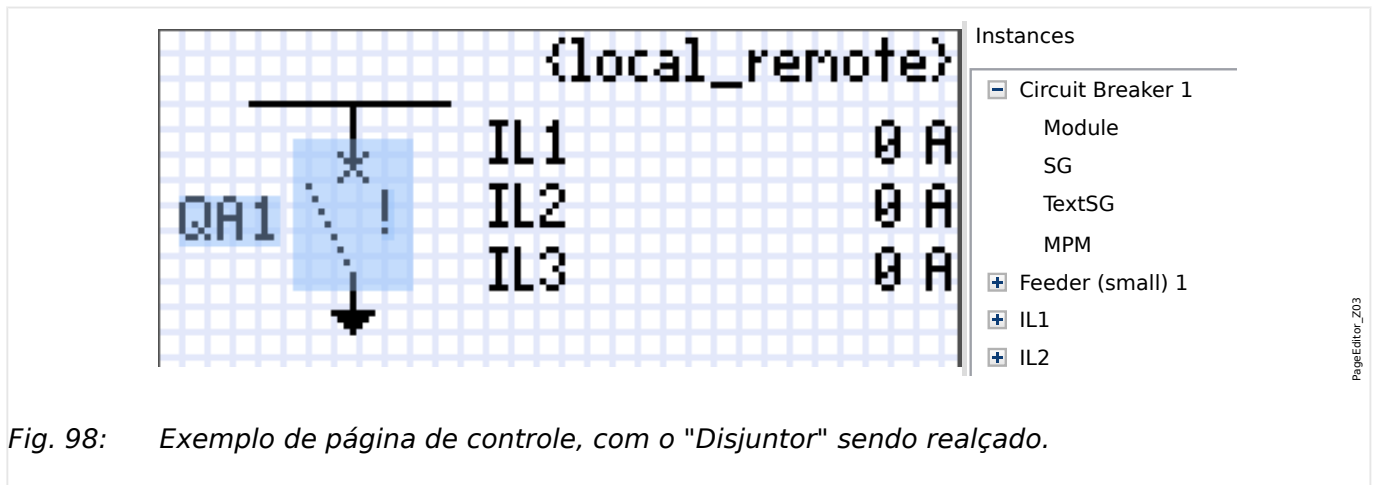 {local_remote}
IL1 0 A
IL2 0 A
IL3 0 A
QA1
!
Instances
Circuit Breaker 1
Module
SG
TextSG
MPM
Feeder (small) 1
IL1
IL2
PageEditor_Z03
Fig. 98: Exemplo de página de controle, com o "Disjuntor" sendo realçado.